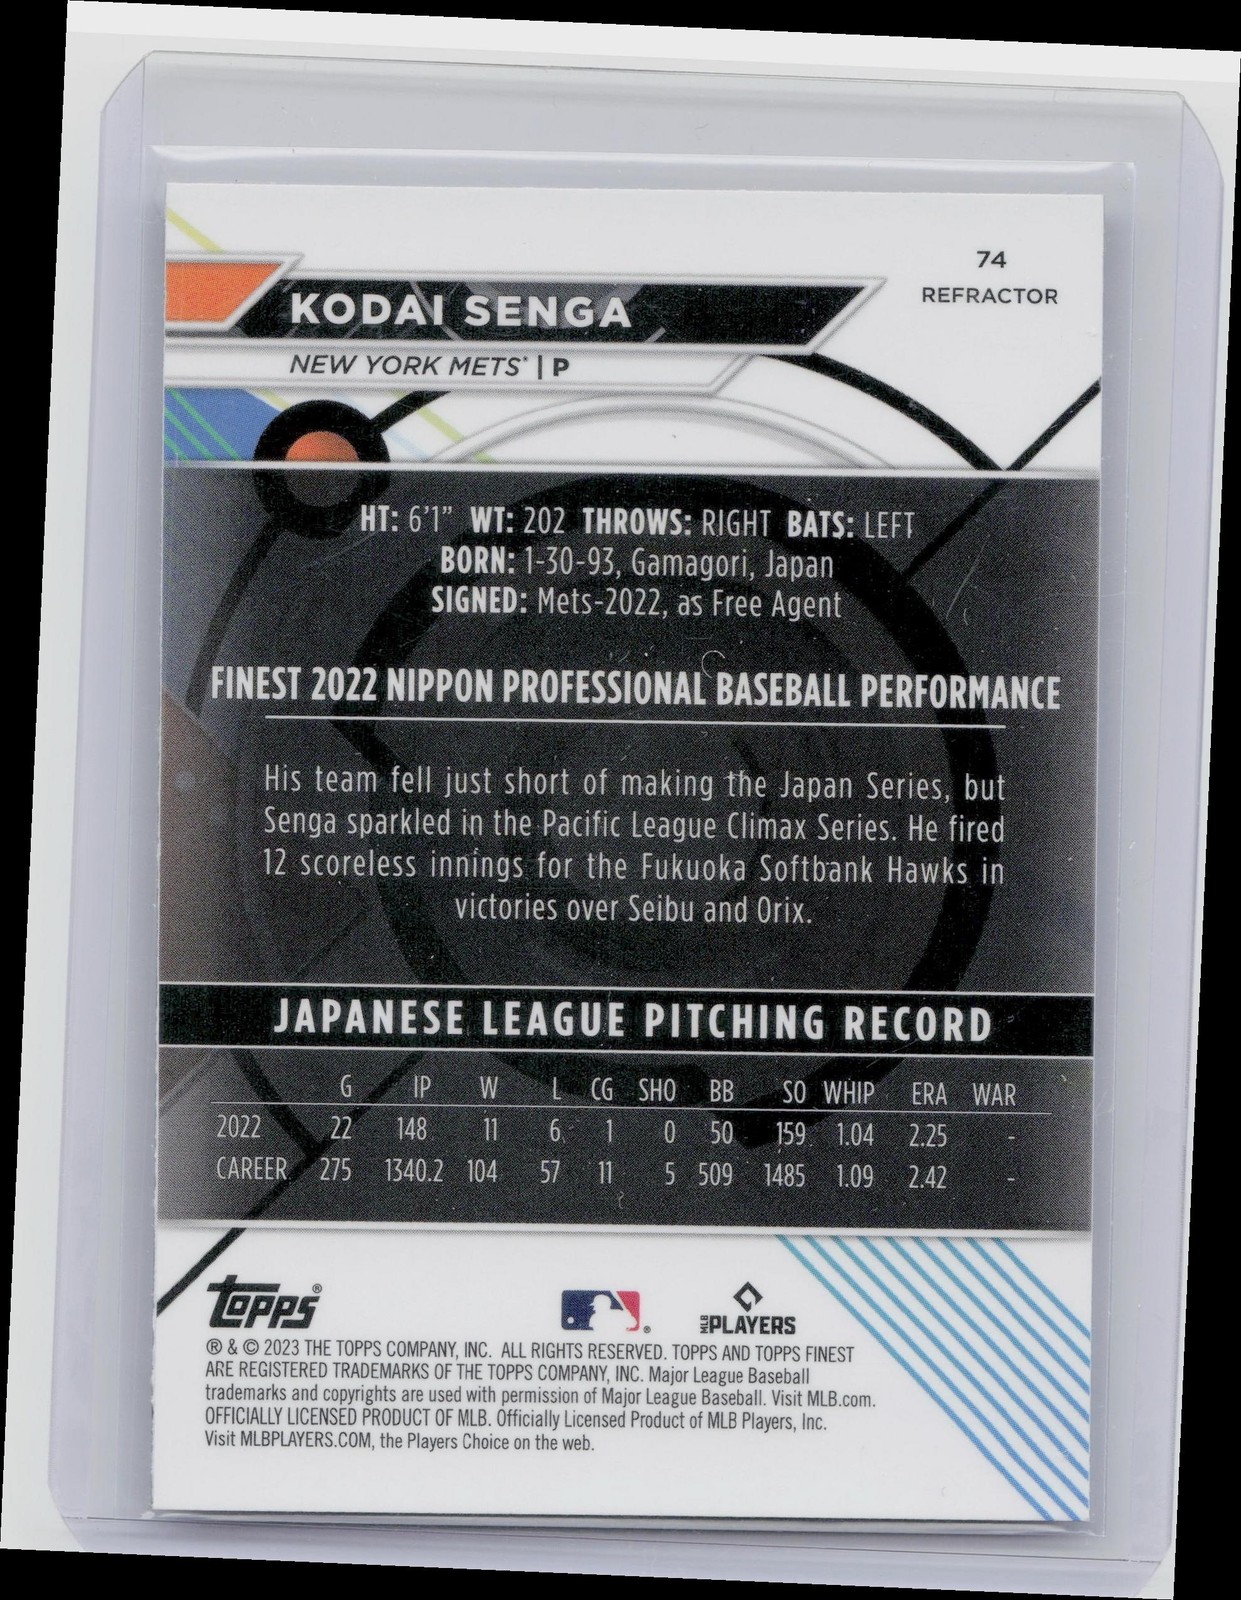 74
REFRACTOR
KODAI SENGA
NEW YORK METS® | P
HT: 6'1" WT: 202 THROWS: RIGHT BATS: LEFT
BORN: 1-30-93, Gamagori, Japan
SIGNED: Mets-2022, as Free Agent
FINEST 2022 NIPPON PROFESSIONAL BASEBALL PERFORMANCE
His team fell just short of making the Japan Series, but
Senga sparkled in the Pacific League Climax Series. He fired
12 scoreless innings for the Fukuoka Softbank Hawks in
victories over Seibu and Orix.
JAPANESE LEAGUE PITCHING RECORD
G IP W L CG SHO BB SO WHIP ERA WAR
2022 22 148 11 6 1 0 50 159 1.04 2.25 -
CAREER 275 1340.2 104 57 11 5 509 1485 1.09 2.42 -
topps®
MLB PLAYERS
® & © 2023 THE TOPPS COMPANY, INC. ALL RIGHTS RESERVED. TOPPS AND TOPPS FINEST
ARE REGISTERED TRADEMARKS OF THE TOPPS COMPANY, INC. Major League Baseball
trademarks and copyrights are used with permission of Major League Baseball. Visit MLB.com.
OFFICIALLY LICENSED PRODUCT OF MLB. Officially Licensed Product of MLB Players, Inc.
Visit MLBPLAYERS.COM, the Players Choice on the web.